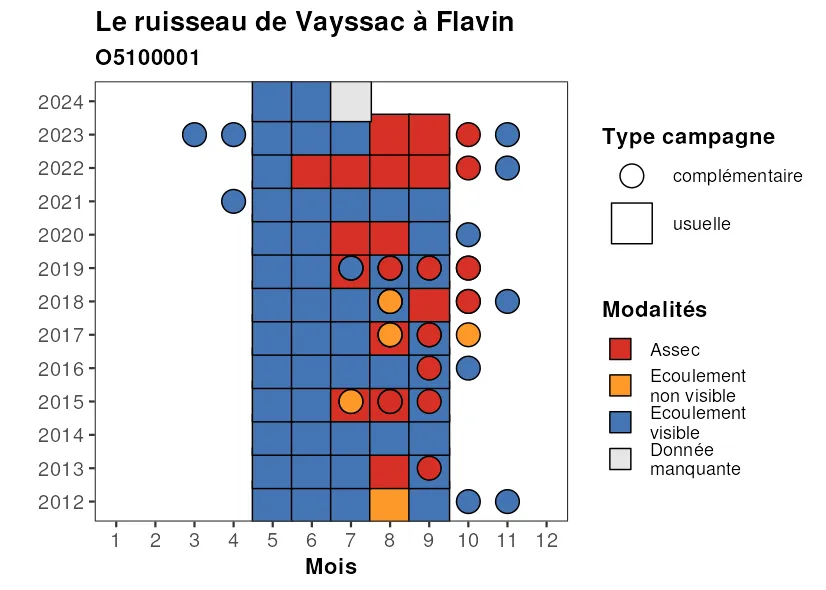 Le ruisseau de Vayssac à Flavin
O5100001
2024
2023
2022
2021
2020
2019
2018
2017
2016
2015
2014
2013
2012
1 2 3 4 5 6 7 8 9 10 11 12
Mois
Type campagne
complémentaire
usuelle
Modalités
Assec
Ecoulement
non visible
Ecoulement
visible
Donnée
manquante